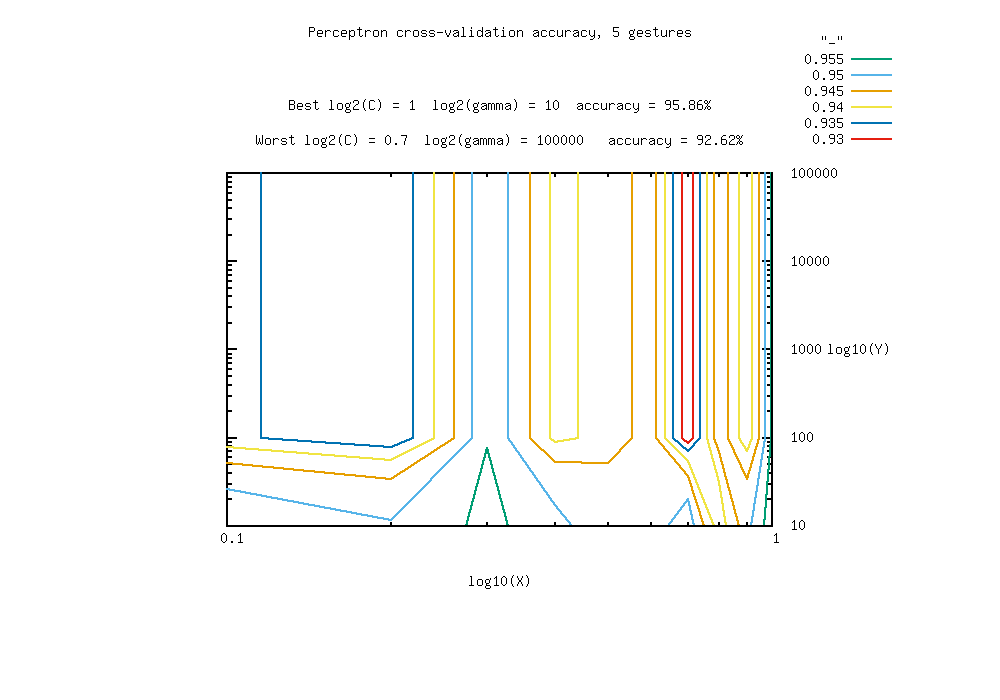 Perceptron cross-validation accuracy, 5 gestures
"_"
0.955
0.95
0.945
0.94
0.935
0.93
Best log2(C) = 1  log2(gamma) = 10  accuracy = 95.86%
Worst log2(C) = 0.7  log2(gamma) = 100000   accuracy = 92.62%
100000
10000
1000 log10(Y)
100
10
0.1 1
log10(X)